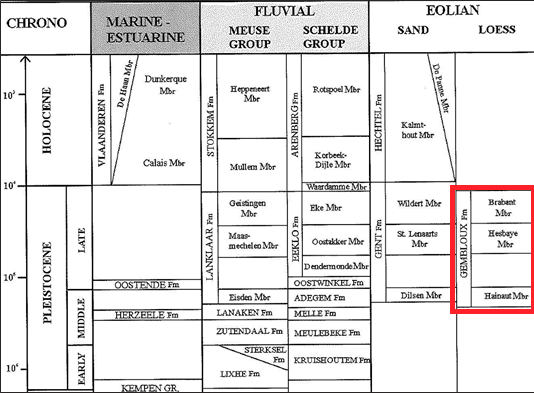 CHRONO
MARINE -
ESTUARINE
FLUVIAL
MEUSE
GROUP
SCHELDE
GROUP
EOLIAN
SAND
LOESS
HOLOCENE
PLEISTOCENE
LATE
MIDDLE
EARLY
VLAANDEREN Fm
De Haan Mbr
Dunkerque
Mbr
Calais Mbr
OOSTENDE Fm
HERZEELE Fm
KEMPEN GR.
STOKKEM Fm
Heppeneert
Mbr
Mullem Mbr
LANKLAAR Fm
Geistingen
Mbr
Maas-
mechelen Mbr
Eisden Mbr
LANAKEN Fm
ZUTENDAAL Fm
STERKSEL
Fm
LIXHE Fm
ARENBERG Fm
Rotspoel Mbr
Korbeek-
Dijle Mbr
Waardamme Mbr
EEKLO Fm
Eke Mbr
Oostakker Mbr
Dendermonde Mbr
OOSTWINKEL Fm
ADEGEM Fm
MELLE Fm
MEULEBEKE Fm
KRUISHOUTEM Fm
HECHTEL Fm
De Panne Mbr
Kalmt-
hout Mbr
GENT Fm
Wildert Mbr
St. Lenaarts
Mbr
Dilsen Mbr
GEMBLOUX Fm
Brabant
Mbr
Hesbaye
Mbr
Hainaut Mbr